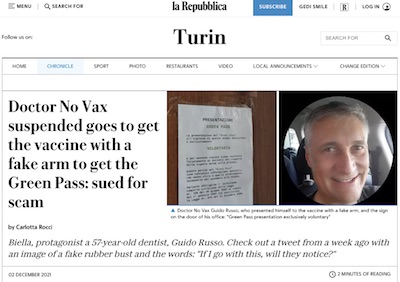 MENU SEARCH FOR la Repubblica SUBSCRIBE GEDI SMILE R LOG IN
Follow us on: Turin SEARCH FOR
HOME CHRONICLE SPORT PHOTO RESTAURANTS VIDEO LOCAL ANNOUNCEMENTS CHANGE EDITION
Doctor No Vax
suspended goes to get
the vaccine with a
fake arm to get the
Green Pass: sued for
scam
by Carlotta Rocci
PRESENTAZIONE
GREEN PASS
VOLONTARIA
Doctor No Vax Guido Russo, who presented himself to the vaccine with a fake arm, and the sign
on the door of his office: "Green Pass presentation exclusively voluntary"
Biella, protagonist a 57-year-old dentist, Guido Russo. Check out a tweet from a week ago with
an image of a fake rubber bust and the words: "If I go with this, will they notice?"
02 DECEMBER 2021 2 MINUTES OF READING